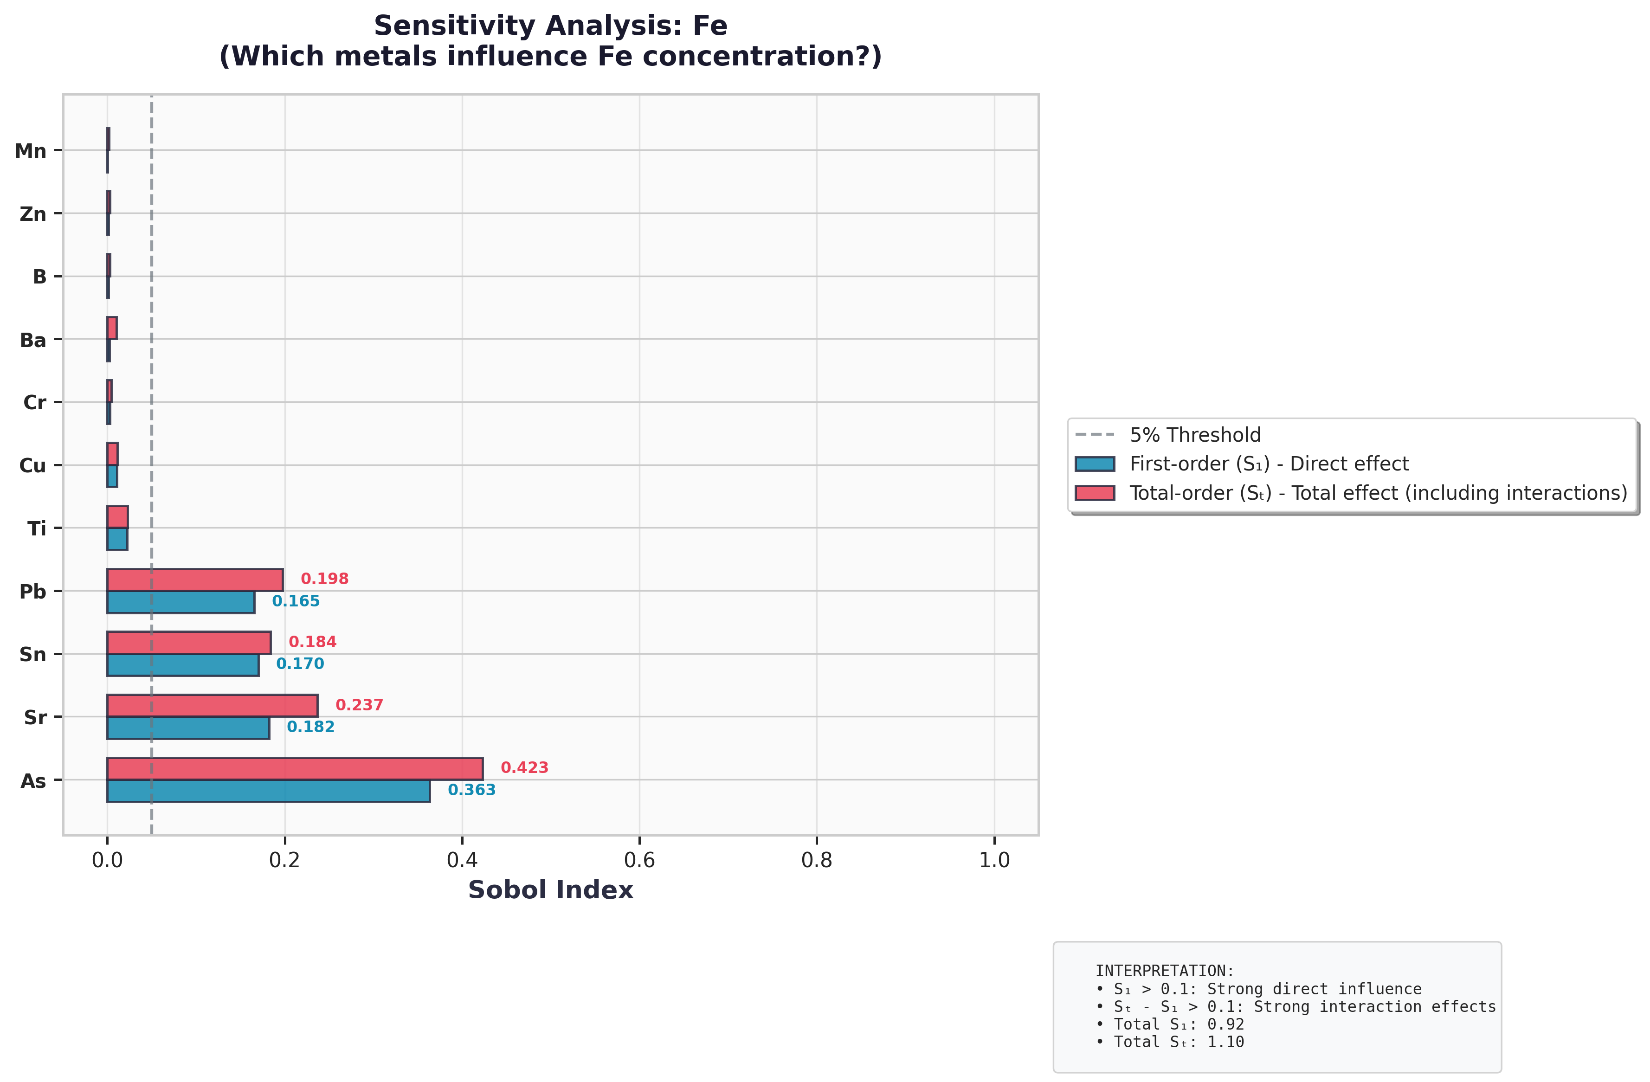 Sensitivity Analysis: Fe
(Which metals influence Fe concentration?)
Mn
Zn
B
Ba
Cr
Cu
Ti
Pb
0.198
0.165
Sn
0.184
0.170
Sr
0.237
0.182
As
0.423
0.363
0.0 0.2 0.4 0.6 0.8 1.0
Sobol Index
5% Threshold
First-order (S₁) - Direct effect
Total-order (Sₜ) - Total effect (including interactions)
INTERPRETATION:
• S₁ > 0.1: Strong direct influence
• Sₜ - S₁ > 0.1: Strong interaction effects
• Total S₁: 0.92
• Total Sₜ: 1.10